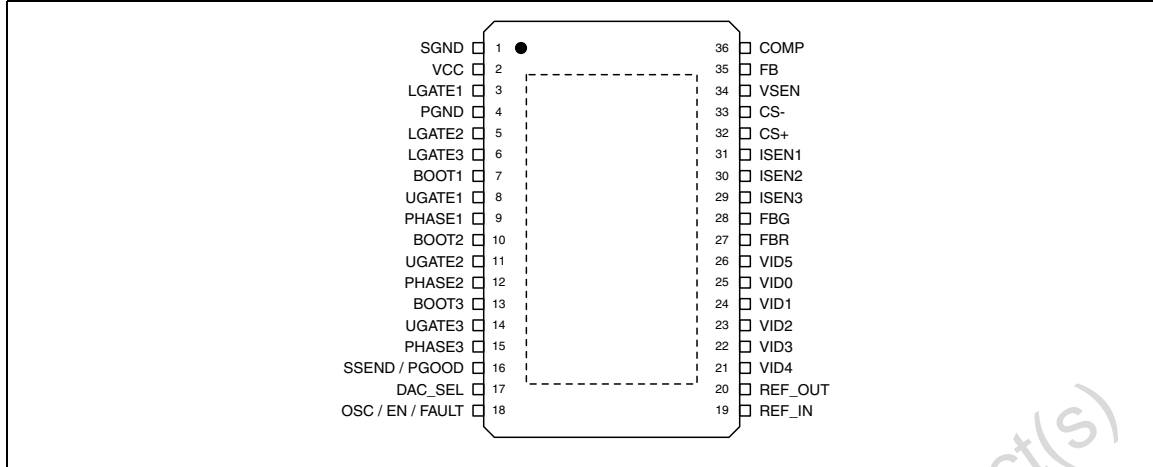 SGND 1 36 COMP
VCC 2 35 FB
LGATE1 3 34 VSEN
PGND 4 33 CS-
LGATE2 5 32 CS+
LGATE3 6 31 ISEN1
BOOT1 7 30 ISEN2
UGATE1 8 29 ISEN3
PHASE1 9 28 FBG
BOOT2 10 27 FBR
UGATE2 11 26 VID5
PHASE2 12 25 VID0
BOOT3 13 24 VID1
UGATE3 14 23 VID2
PHASE3 15 22 VID3
SSEND / PGOOD 16 21 VID4
DAC_SEL 17 20 REF_OUT
OSC / EN / FAULT 18 19 REF_IN
ct(s)